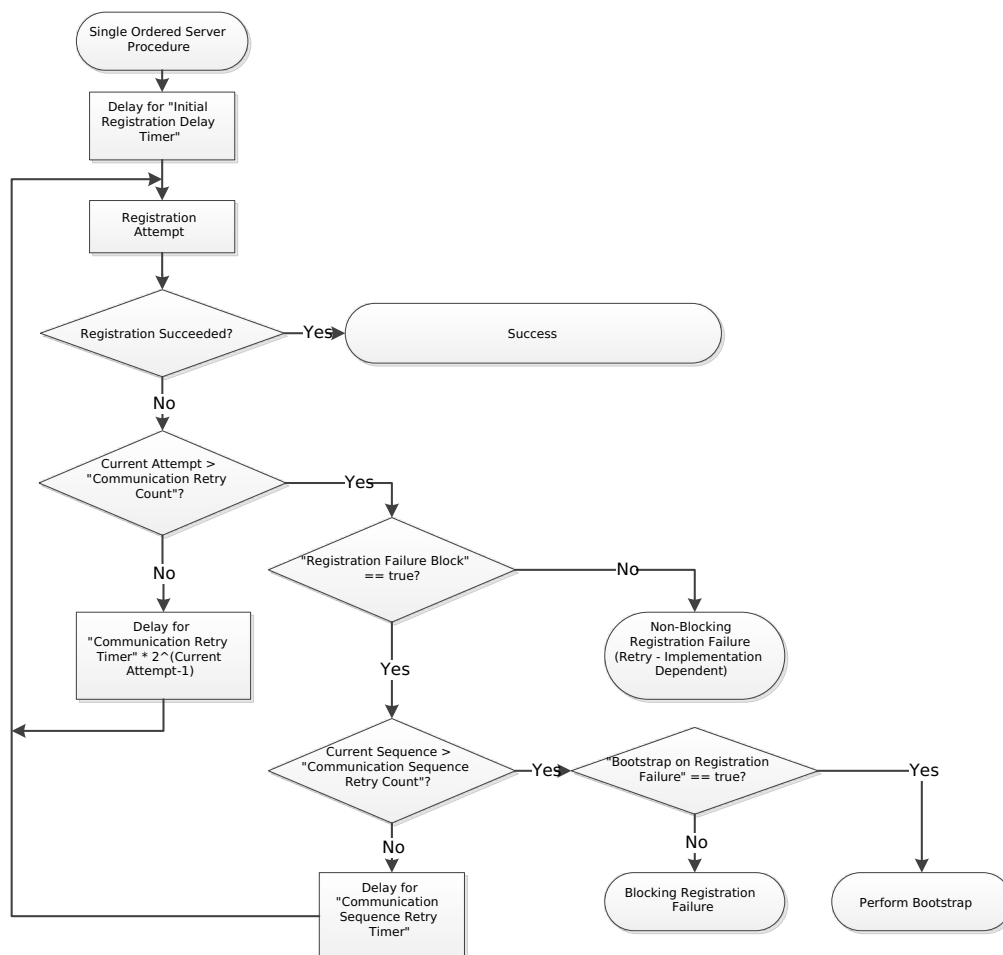 Single Ordered Server
Procedure
Delay for "Initial
Registration Delay
Timer"
Registration
Attempt
Registration Succeeded?
Yes
Success
No
Current Attempt >
"Communication Retry
Count"?
Yes
No
"Registration Failure Block"
== true?
No
Delay for
"Communication Retry
Timer" * 2^(Current
Attempt-1)
Non-Blocking
Registration Failure
(Retry - Implementation
Dependent)
Yes
Current Sequence >
"Communication Sequence
Retry Count"?
Yes
"Bootstrap on Registration
Failure" == true?
Yes
No
No
Delay for
"Communication
Sequence Retry
Timer"
Blocking Registration
Failure
Perform Bootstrap